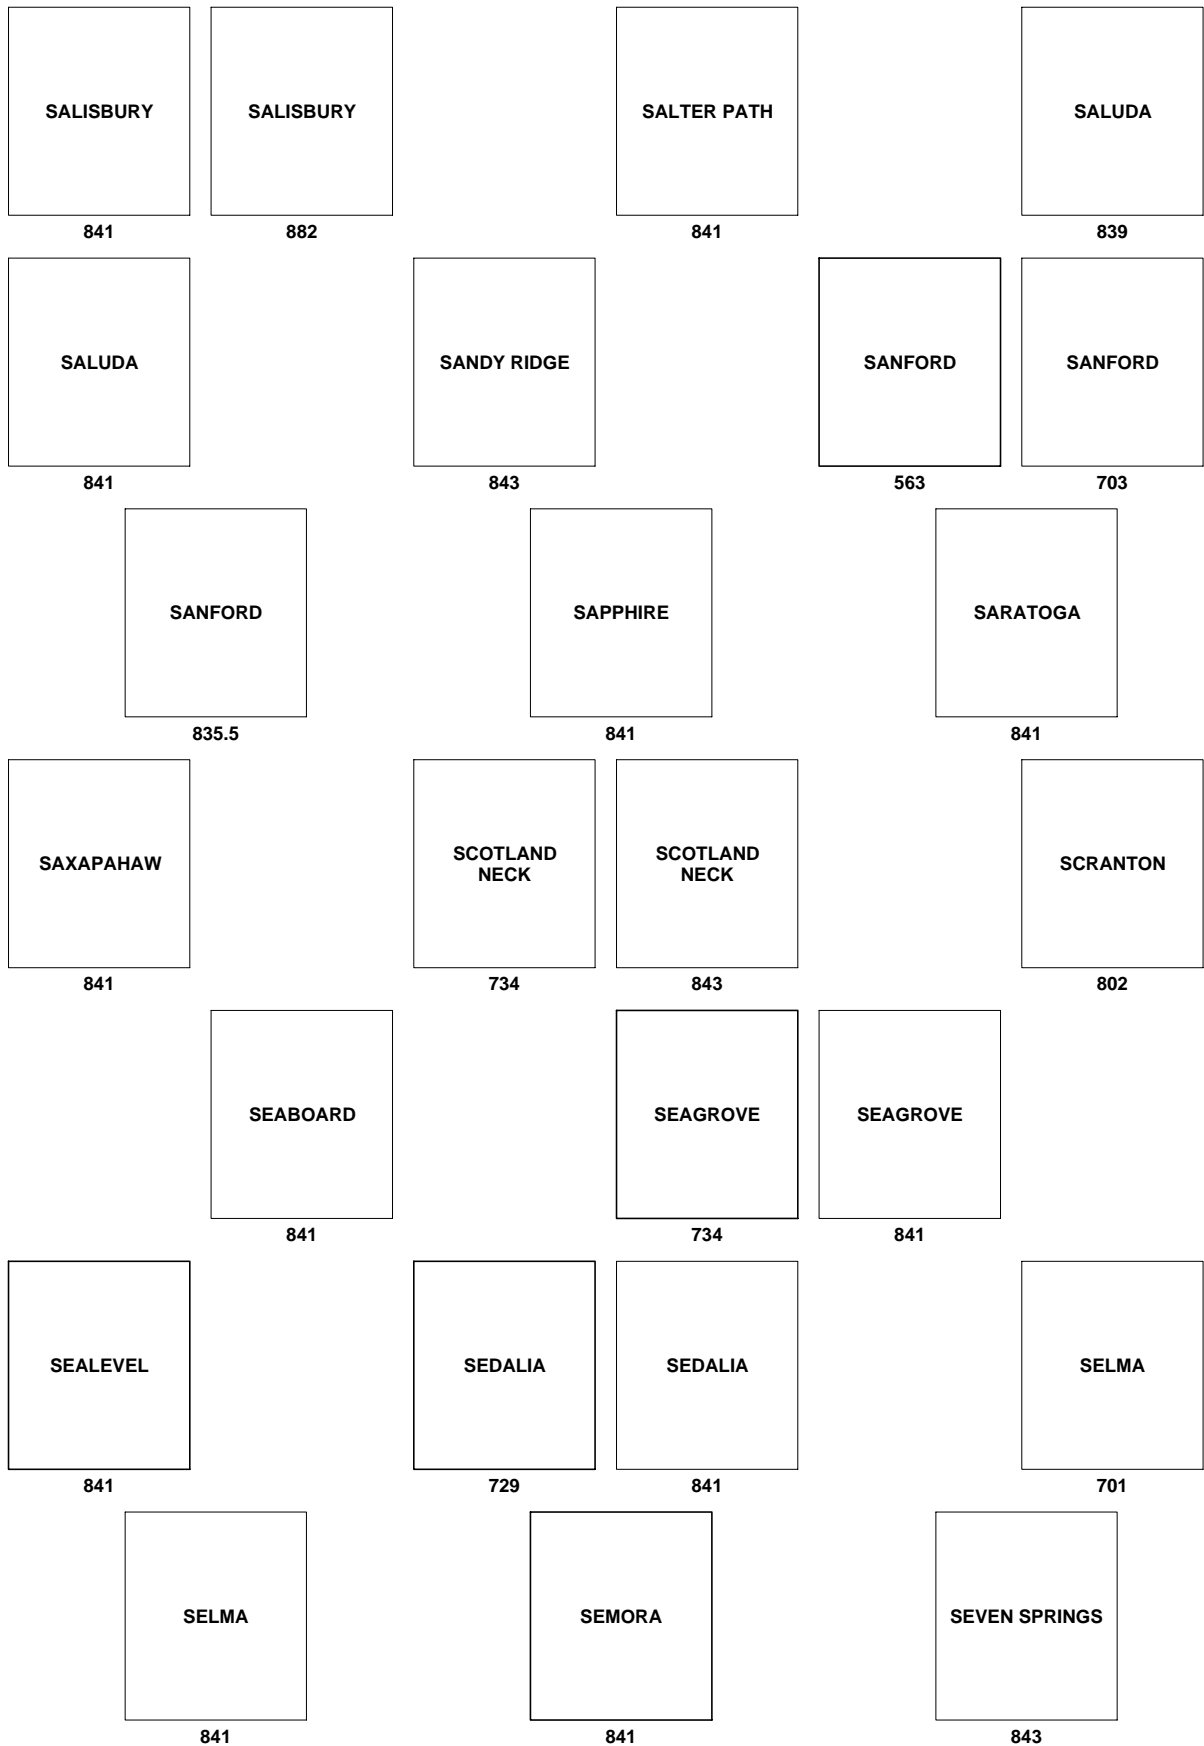 SALISBURY
SALISBURY
SALTER PATH
SALUDA
841
882
841
839
SALUDA
SANDY RIDGE
SANFORD
SANFORD
841
843
563
703
SANFORD
SAPPHIRE
SARATOGA
835.5
841
841
SAXAPAHAW
SCOTLAND
NECK
SCOTLAND
NECK
SCRANTON
841
734
843
802
SEABOARD
SEAGROVE
SEAGROVE
841
734
841
SEALEVEL
SEDALIA
SEDALIA
SELMA
841
729
841
701
SELMA
SEMORA
SEVEN SPRINGS
841
841
843